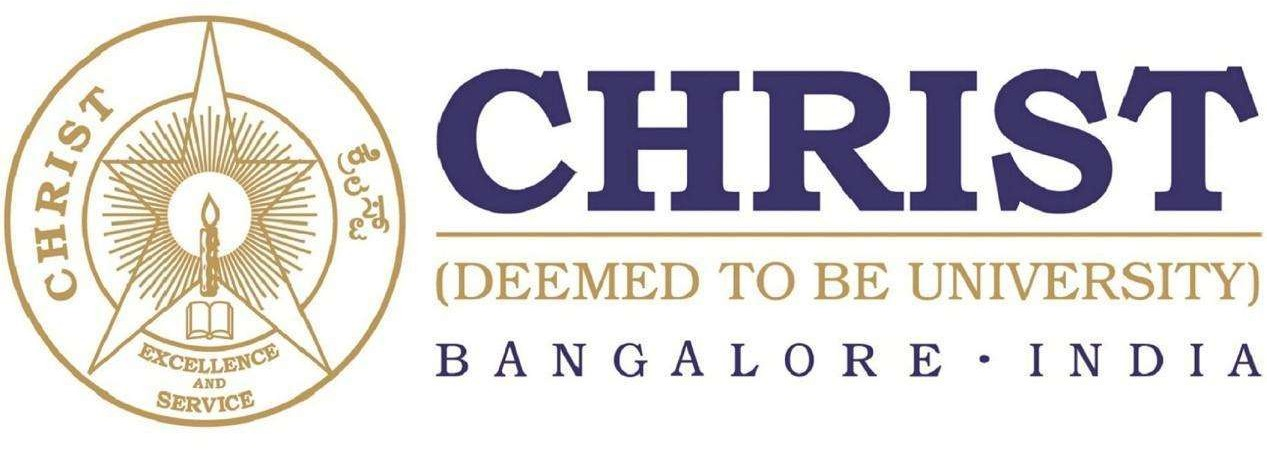 CHRIST
ಕ್ರೈಸ್ಟ್
EXCELLENCE
AND
SERVICE
CHRIST
(DEEMED TO BE UNIVERSITY)
BANGALORE · INDIA